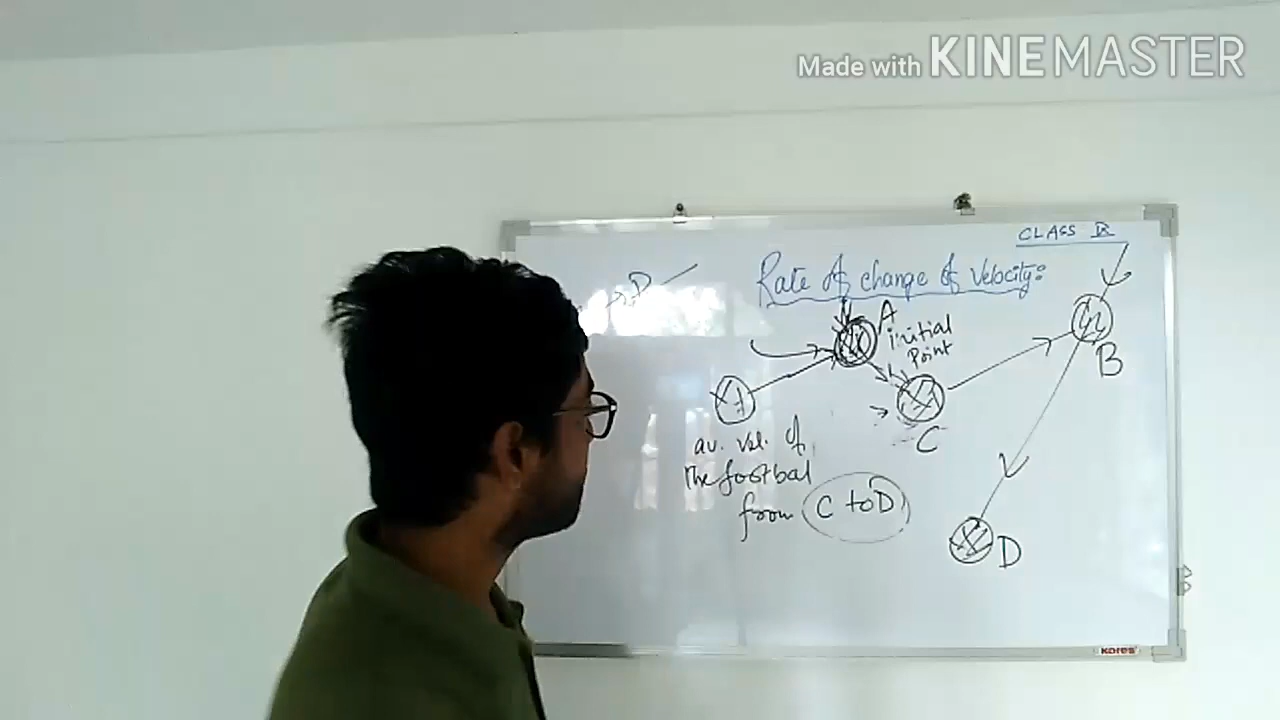 Made with KINEMASTER
CLASS IX
Rate of change of Velocity:
A
initial
Point
B
C
av. vel. of
the footbal
from C to D
D
kores